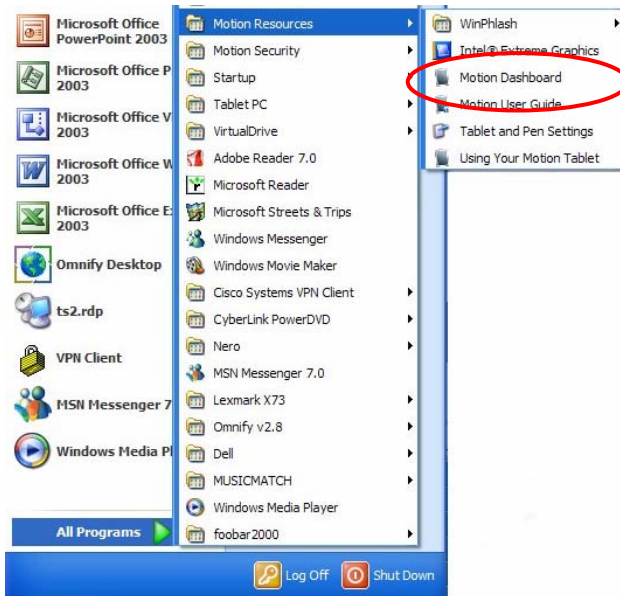 Microsoft Office
PowerPoint 2003
Microsoft Office P
2003
Microsoft Office V
2003
Microsoft Office W
2003
Microsoft Office E
2003
Omnify Desktop
ts2.rdp
VPN Client
MSN Messenger 7
Windows Media Pl
All Programs
Motion Resources
Motion Security
Startup
Tablet PC
VirtualDrive
Adobe Reader 7.0
Microsoft Reader
Microsoft Streets & Trips
Windows Messenger
Windows Movie Maker
Cisco Systems VPN Client
CyberLink PowerDVD
Nero
MSN Messenger 7.0
Lexmark X73
Omnify v2.8
Dell
MUSICMATCH
Windows Media Player
foobar2000
WinPhlash
Intel® Extreme Graphics
Motion Dashboard
Motion User Guide
Tablet and Pen Settings
Using Your Motion Tablet
Log Off
Shut Down